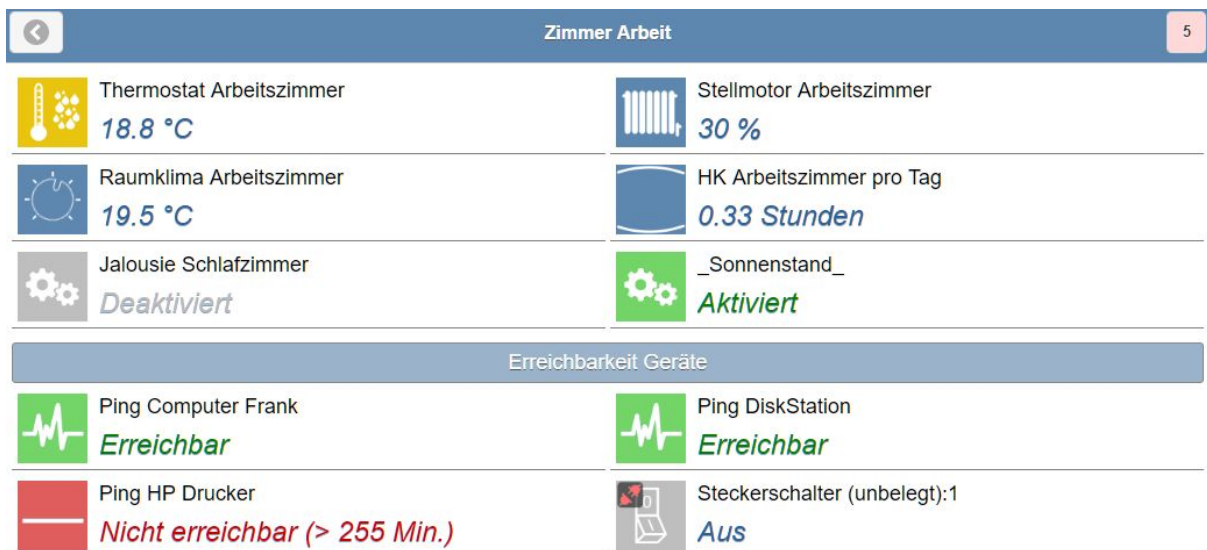 Zimmer Arbeit
5
Thermostat Arbeitszimmer
18.8 °C
Stellmotor Arbeitszimmer
30 %
Raumklima Arbeitszimmer
19.5 °C
HK Arbeitszimmer pro Tag
0.33 Stunden
Jalousie Schlafzimmer
Deaktiviert
_Sonnenstand_
Aktiviert
Erreichbarkeit Geräte
Ping Computer Frank
Erreichbar
Ping DiskStation
Erreichbar
Ping HP Drucker
Nicht erreichbar (> 255 Min.)
0
Steckerschalter (unbelegt):1
Aus